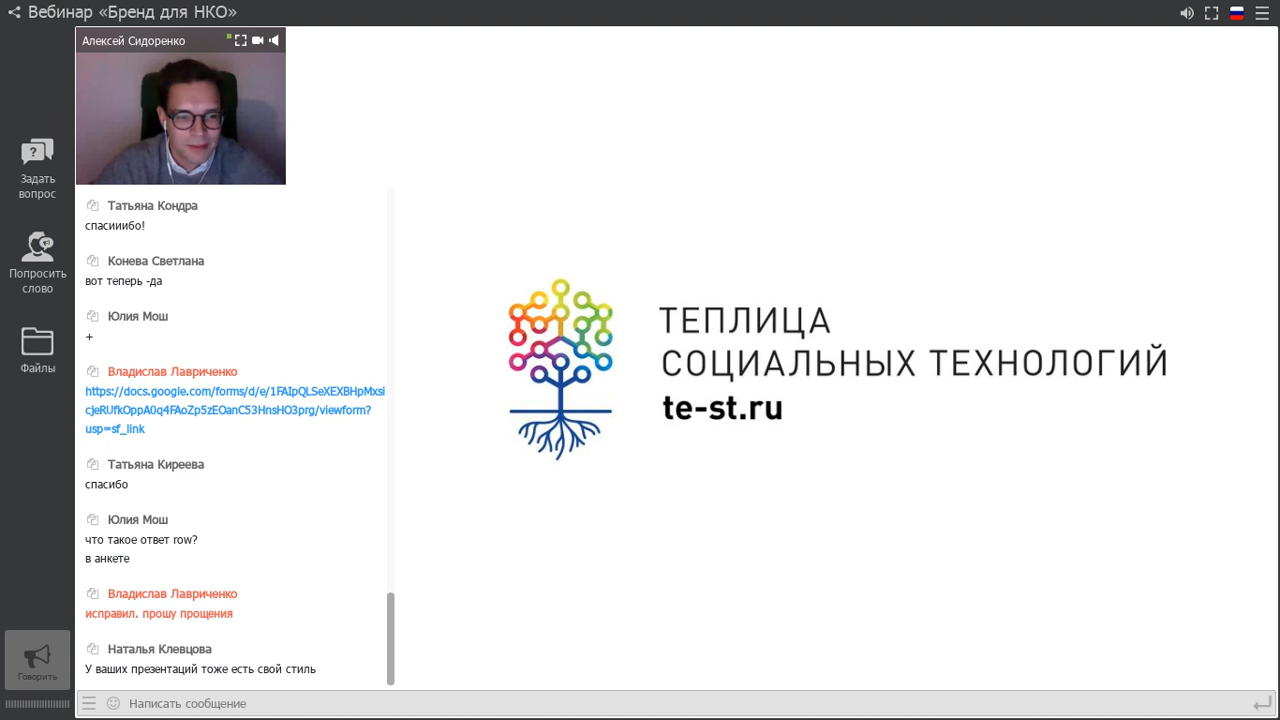 Вебинар «Бренд для НКО»
Алексей Сидоренко
Задать
вопрос
Попросить
слово
Файлы
Говорить
Татьяна Кондра
спасииибо!
Конева Светлана
вот теперь -да
Юлия Мош
+
Владислав Лавриченко
https://docs.google.com/forms/d/e/1FAIpQLSeXEXBHpMxsi
cjeRUfkOppA0q4FAoZp5zEOanC53HnsHO3prg/viewform?
usp=sf_link
Татьяна Киреева
спасибо
Юлия Мош
что такое ответ row?
в анкете
Владислав Лавриченко
исправил. прошу прощения
Наталья Клевцова
У ваших презентаций тоже есть свой стиль
Написать сообщение
ТЕПЛИЦА
СОЦИАЛЬНЫХ ТЕХНОЛОГИЙ
te-st.ru